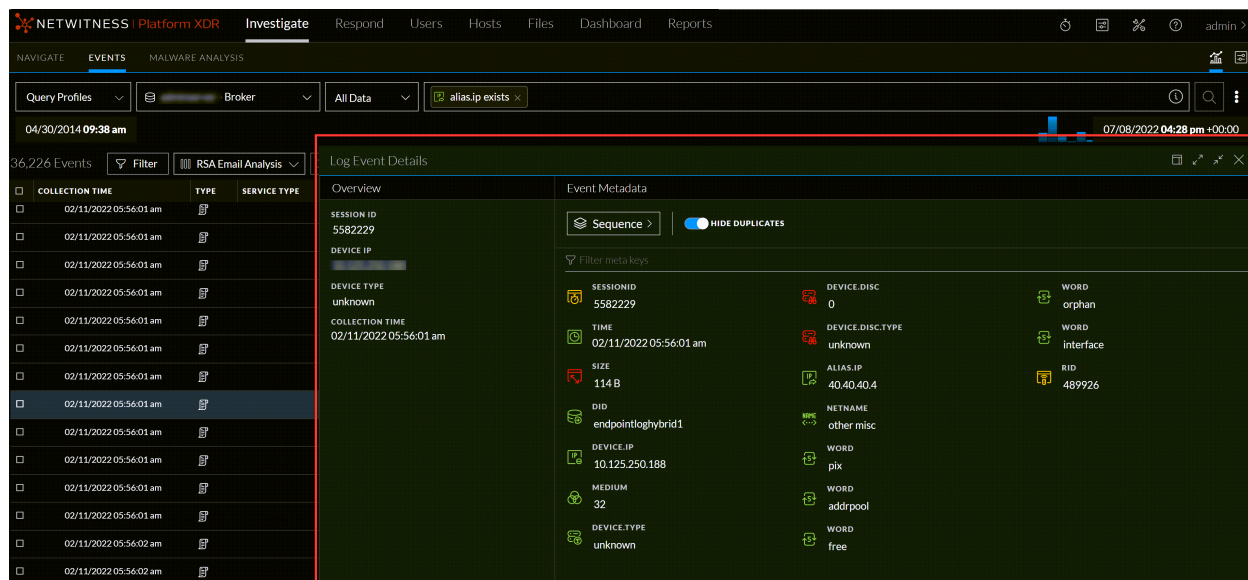 NETWITNESS Platform XDR Investigate Respond Users Hosts Files Dashboard Reports admin >
NAVIGATE EVENTS MALWARE ANALYSIS
Query Profiles Broker All Data alias.ip exists ×
04/30/2014 09:38 am 07/08/2022 04:28 pm +00:00
36,226 Events Filter RSA Email Analysis
COLLECTION TIME TYPE SERVICE TYPE
02/11/2022 05:56:01 am
02/11/2022 05:56:01 am
02/11/2022 05:56:01 am
02/11/2022 05:56:01 am
02/11/2022 05:56:01 am
02/11/2022 05:56:01 am
02/11/2022 05:56:01 am
02/11/2022 05:56:01 am
02/11/2022 05:56:01 am
02/11/2022 05:56:01 am
02/11/2022 05:56:01 am
02/11/2022 05:56:01 am
02/11/2022 05:56:02 am
02/11/2022 05:56:02 am
Log Event Details
Overview
SESSION ID
5582229
DEVICE IP
DEVICE TYPE
unknown
COLLECTION TIME
02/11/2022 05:56:01 am
Event Metadata
Sequence > HIDE DUPLICATES
Filter meta keys
SESSIONID
5582229
TIME
02/11/2022 05:56:01 am
SIZE
114 B
DID
endpointloghybrid1
DEVICE.IP
10.125.250.188
MEDIUM
32
DEVICE.TYPE
unknown
DEVICE.DISC
0
DEVICE.DISC.TYPE
unknown
ALIAS.IP
40.40.40.4
NETNAME
other misc
WORD
pix
WORD
addrpool
WORD
free
WORD
orphan
WORD
interface
RID
489926